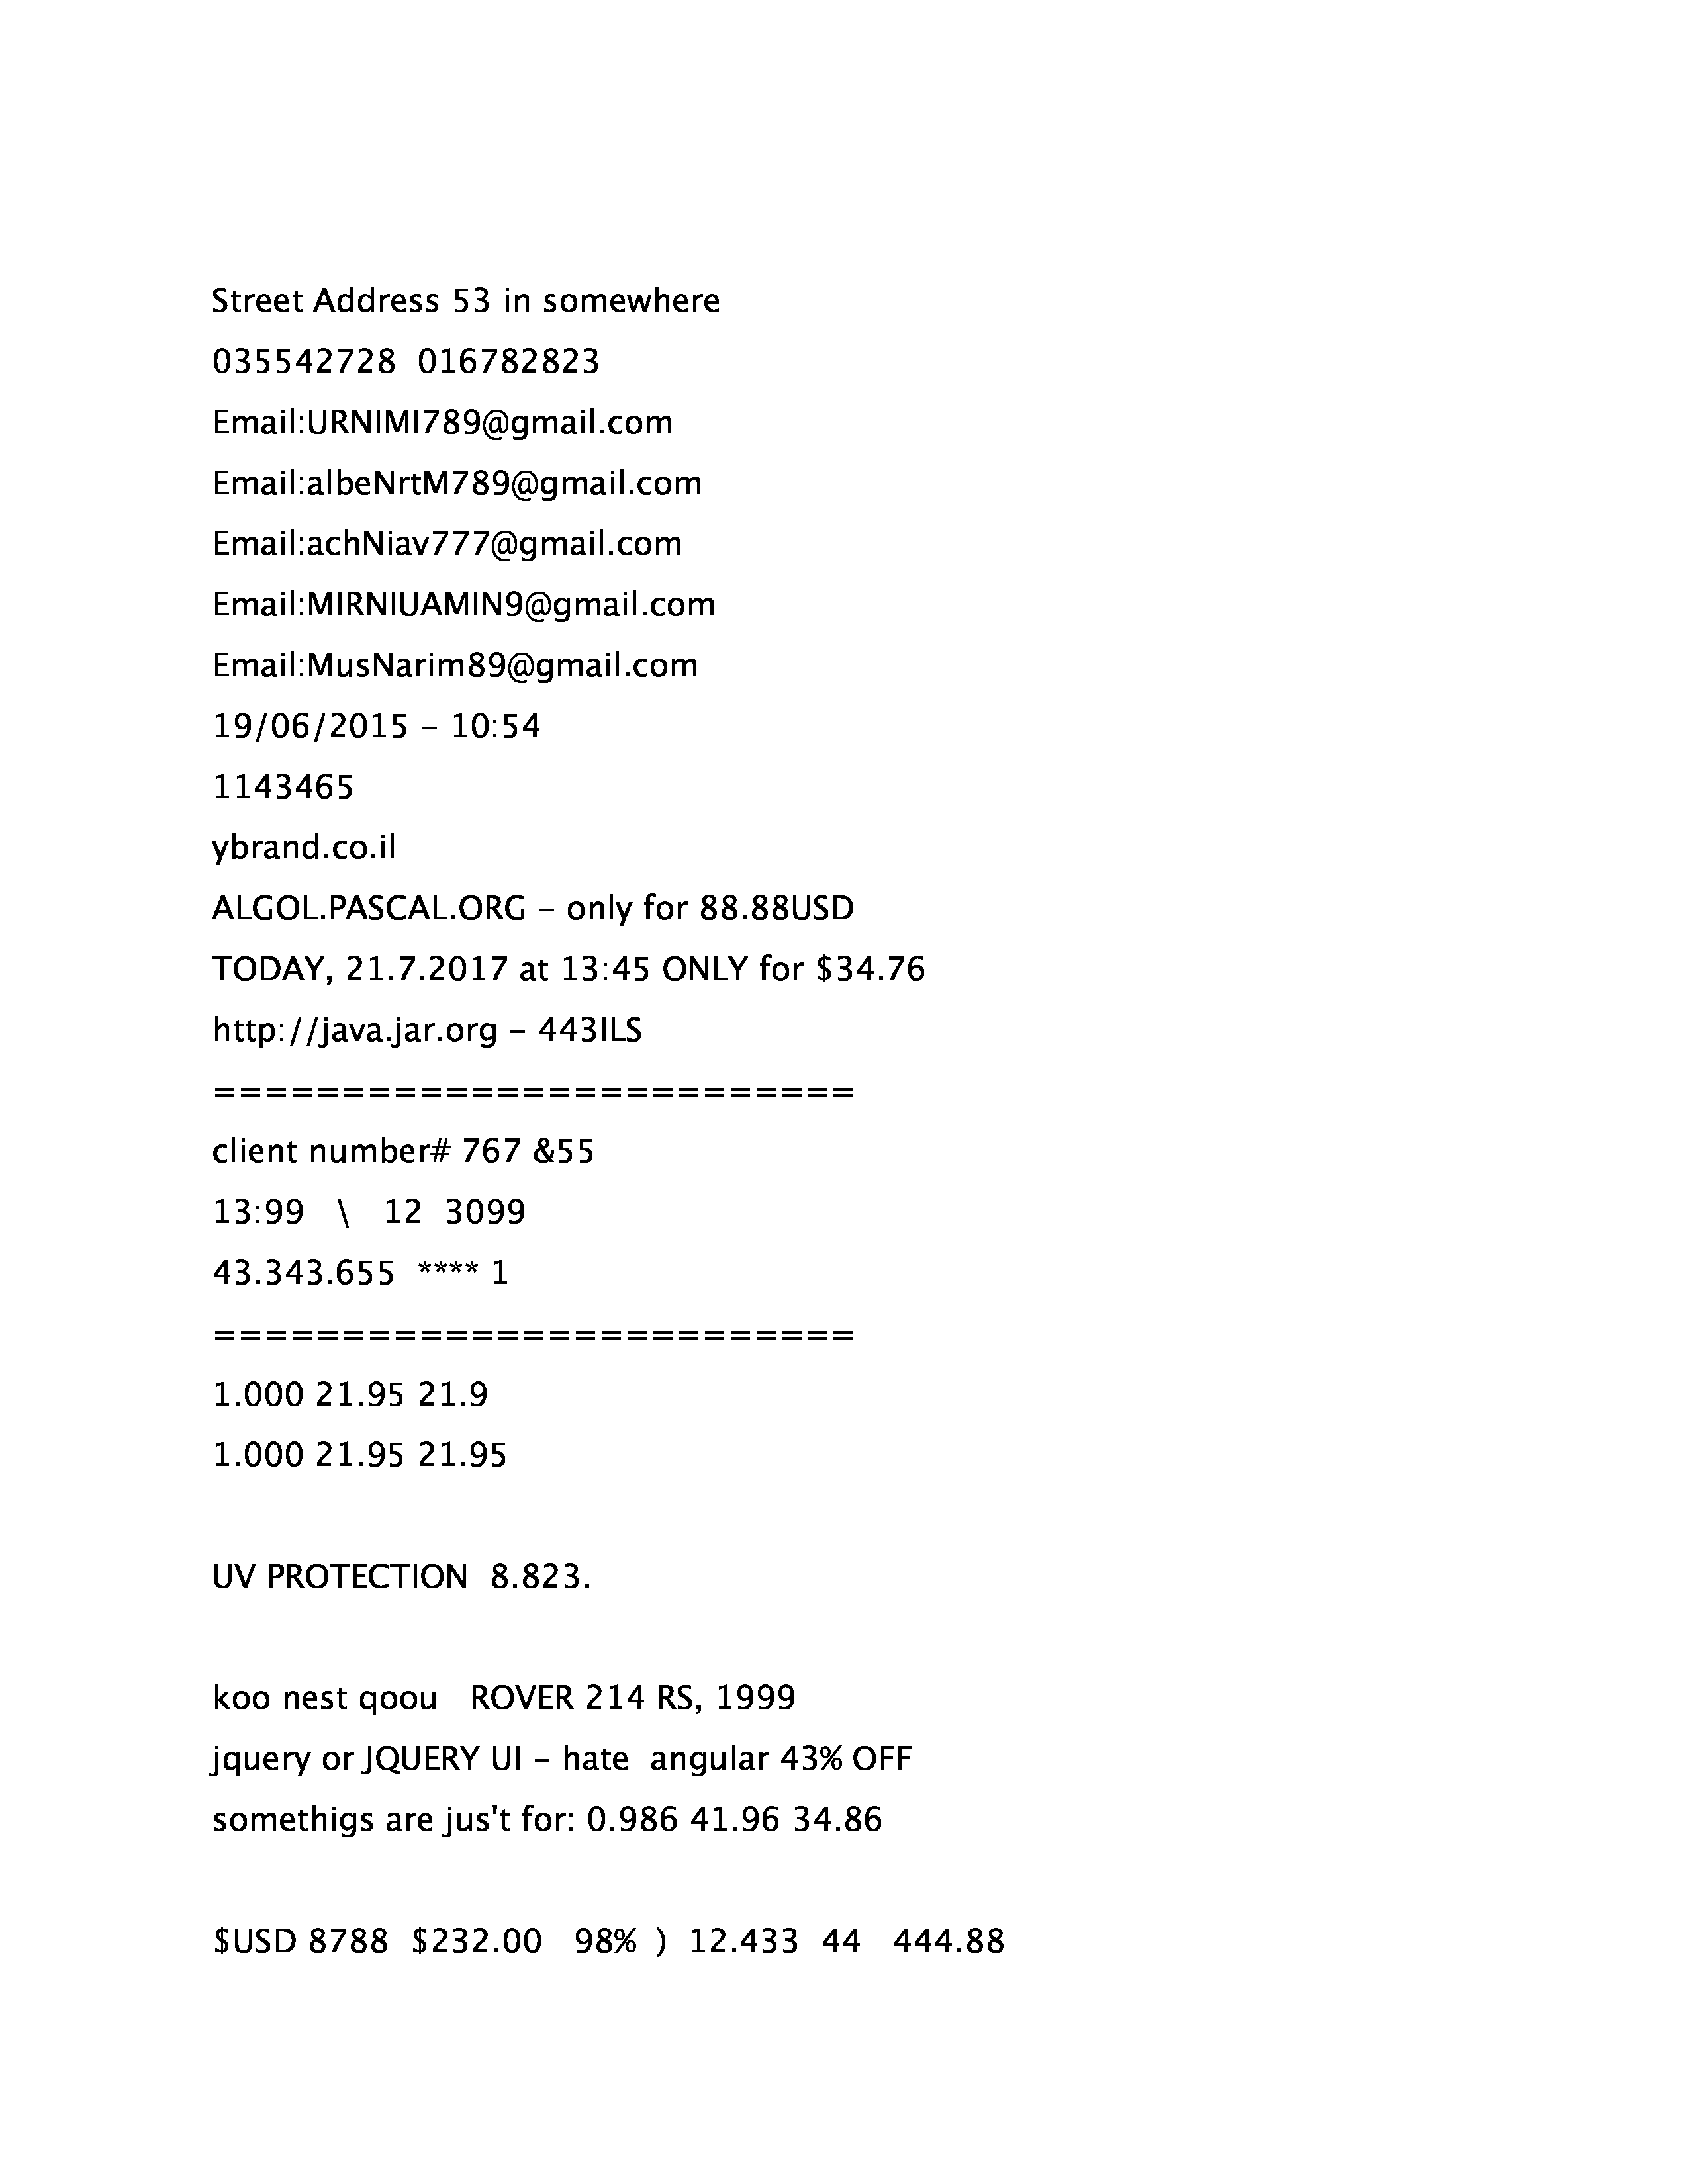 Street Address 53 in somewhere
035542728  016782823
Email:URNIMI789@gmail.com
Email:albeNrtM789@gmail.com
Email:achNiav777@gmail.com
Email:MIRNIUAMIN9@gmail.com
Email:MusNarim89@gmail.com
19/06/2015 – 10:54
1143465
ybrand.co.il
ALGOL.PASCAL.ORG – only for 88.88USD
TODAY, 21.7.2017 at 13:45 ONLY for $34.76
http://java.jar.org – 443ILS
=========================
client number# 767 &55
13:99   \   12  3099
43.343.655  **** 1
=========================
1.000 21.95 21.9
1.000 21.95 21.95
UV PROTECTION  8.823.
koo nest qoou   ROVER 214 RS, 1999
jquery or JQUERY UI – hate  angular 43% OFF
somethigs are jus't for: 0.986 41.96 34.86
$USD 8788  $232.00   98% )  12.433  44   444.88